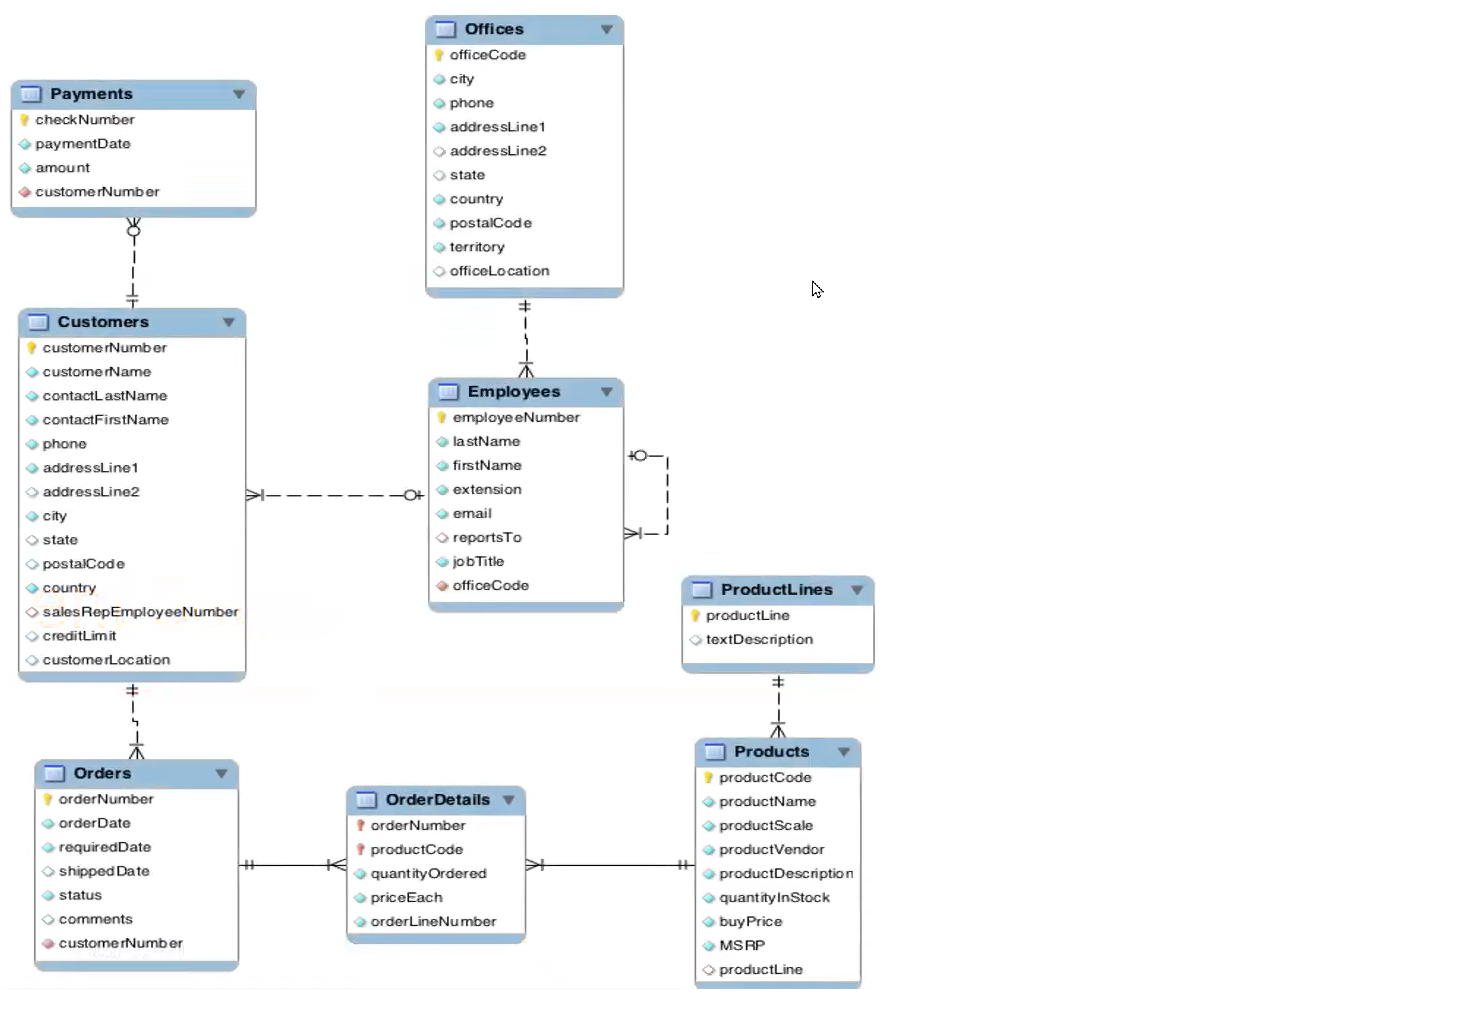 Offices
officeCode
city
phone
addressLine1
addressLine2
state
country
postalCode
territory
officeLocation
Payments
checkNumber
paymentDate
amount
customerNumber
Customers
customerNumber
customerName
contactLastName
contactFirstName
phone
addressLine1
addressLine2
city
state
postalCode
country
salesRepEmployeeNumber
creditLimit
customerLocation
Employees
employeeNumber
lastName
firstName
extension
email
reportsTo
jobTitle
officeCode
ProductLines
productLine
textDescription
Orders
orderNumber
orderDate
requiredDate
shippedDate
status
comments
customerNumber
OrderDetails
orderNumber
productCode
quantityOrdered
priceEach
orderLineNumber
Products
productCode
productName
productScale
productVendor
productDescription
quantityInStock
buyPrice
MSRP
productLine